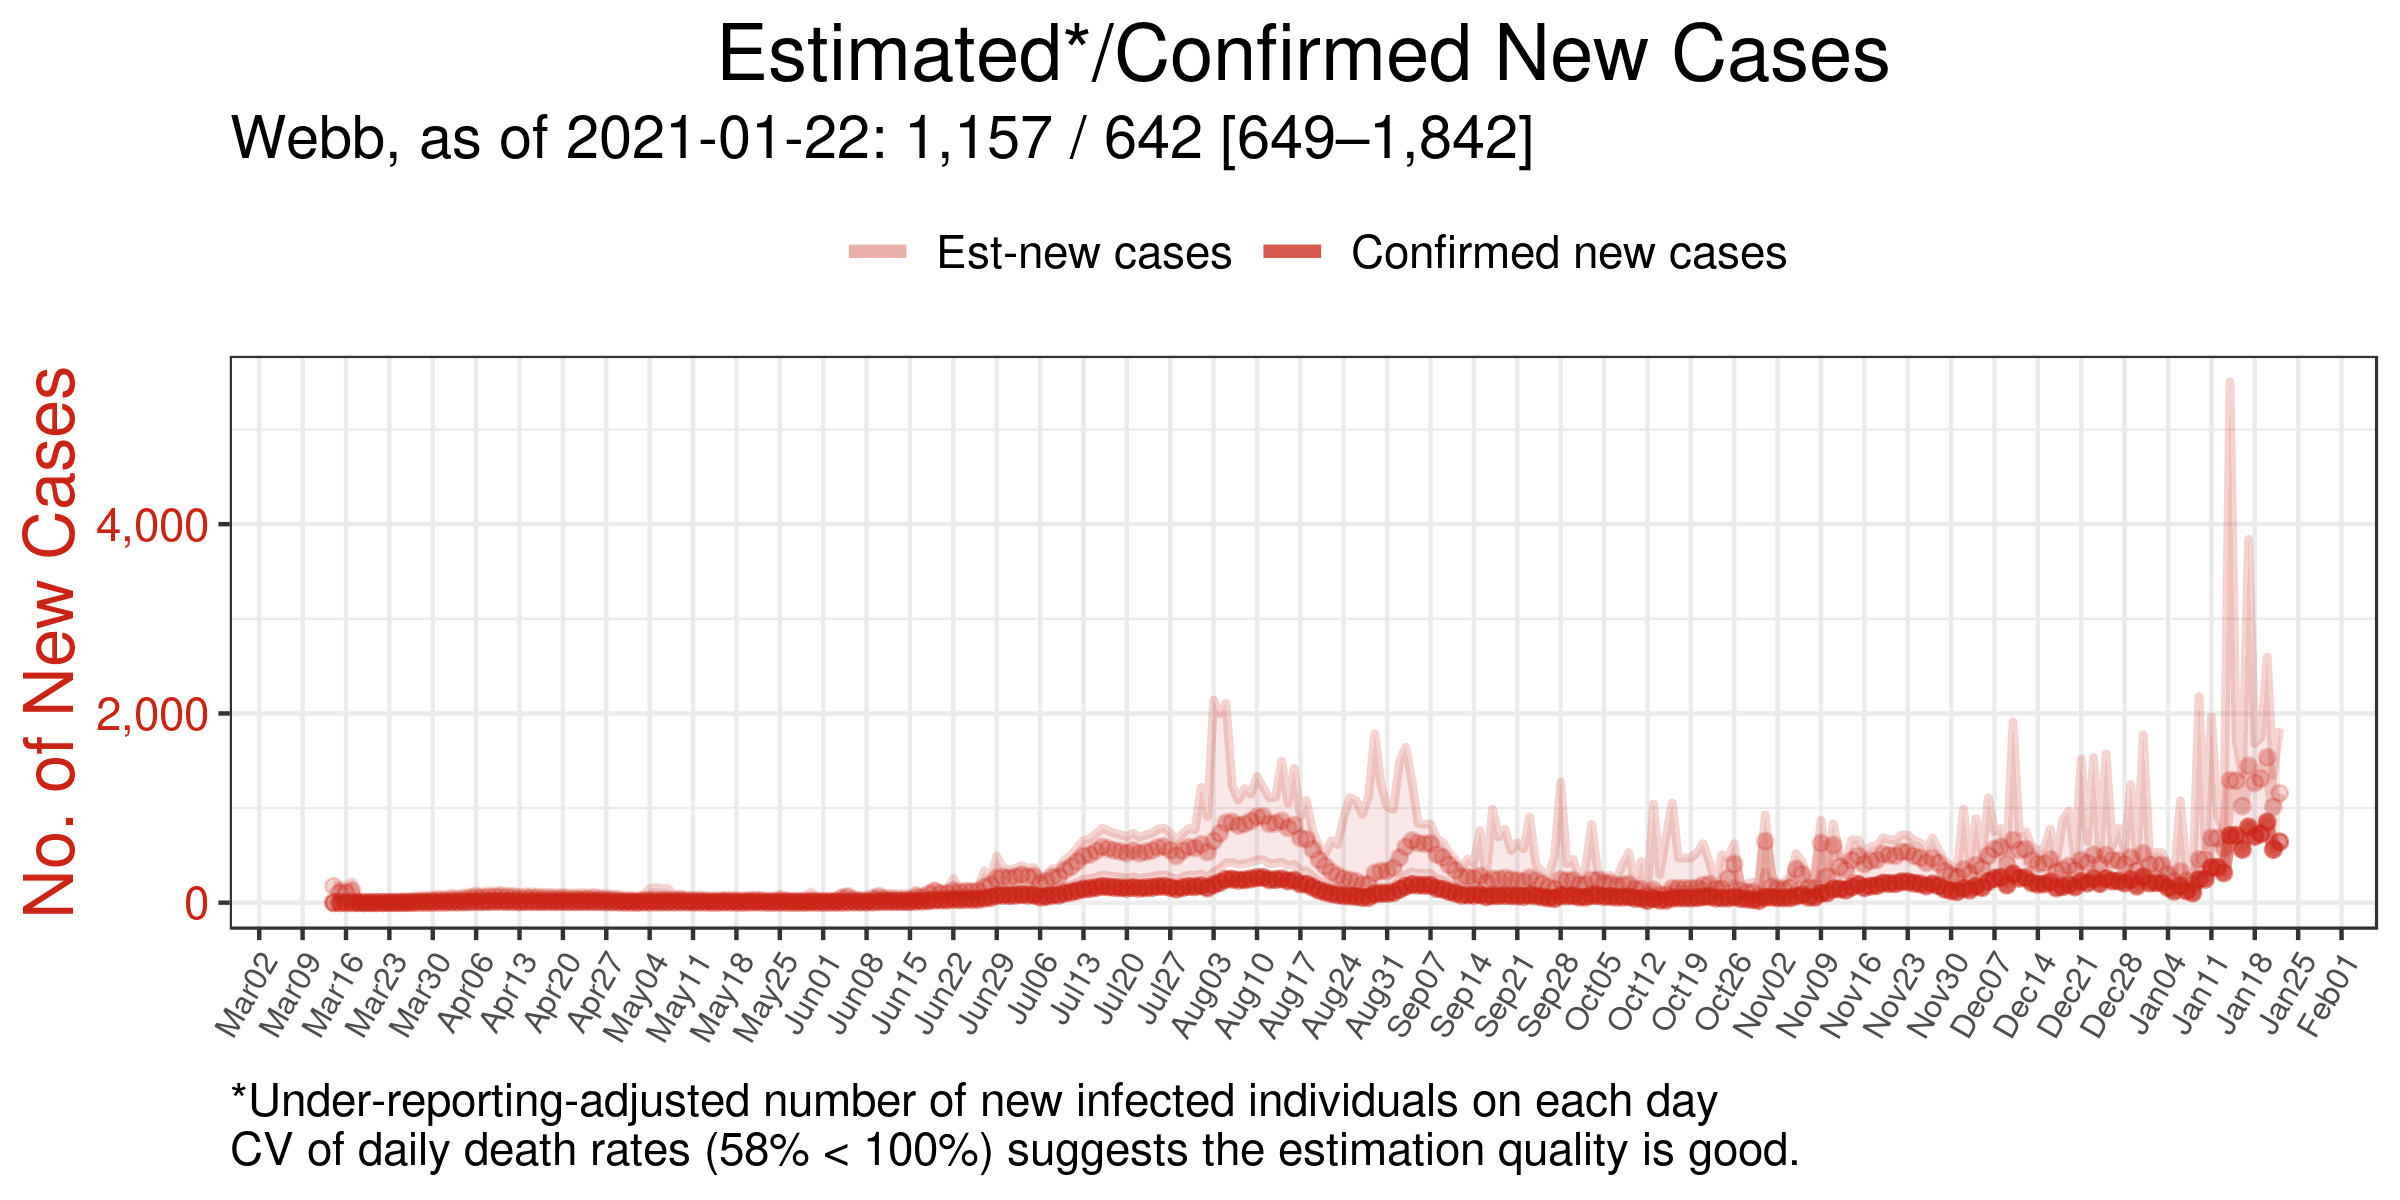 Estimated*/Confirmed New Cases
Webb, as of 2021-01-22: 1,157 / 642 [649–1,842]
Est-new cases Confirmed new cases
No. of New Cases
4,000
2,000
0
Mar02 Mar09 Mar16 Mar23 Mar30 Apr06 Apr13 Apr20 Apr27 May04 May11 May18 May25 Jun01 Jun08 Jun15 Jun22 Jun29 Jul06 Jul13 Jul20 Jul27 Aug03 Aug10 Aug17 Aug24 Aug31 Sep07 Sep14 Sep21 Sep28 Oct05 Oct12 Oct19 Oct26 Nov02 Nov09 Nov16 Nov23 Nov30 Dec07 Dec14 Dec21 Dec28 Jan04 Jan11 Jan18 Jan25 Feb01
*Under-reporting-adjusted number of new infected individuals on each day
CV of daily death rates (58% < 100%) suggests the estimation quality is good.